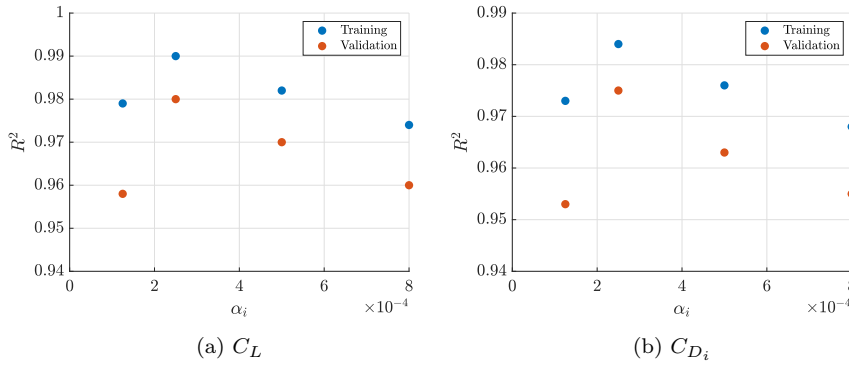 1
0.99
0.98
0.97
0.96
0.95
0.94
R²
0 2 4 6 8
×10⁻⁴
α_i
Training
Validation
(a) C_L
0.99
0.98
0.97
0.96
0.95
0.94
R²
0 2 4 6
×10⁻⁴
α_i
Training
Validation
(b) C_{D_i}